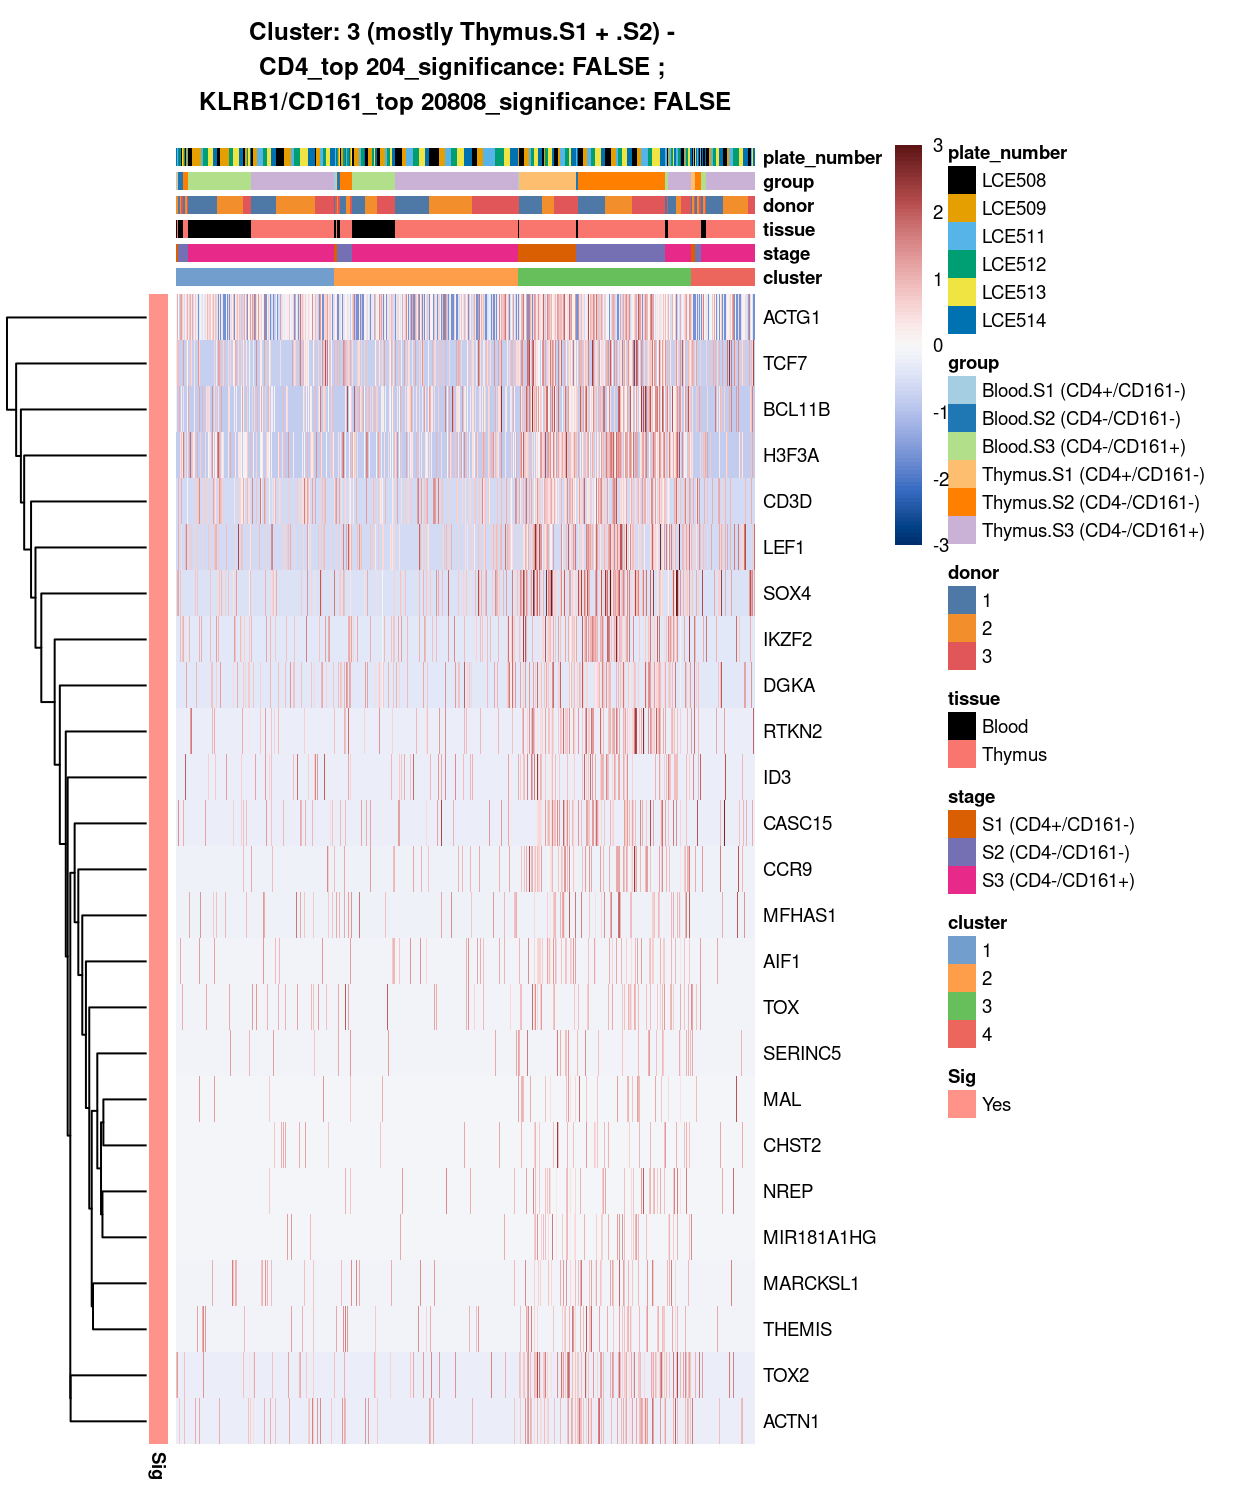 Cluster: 3 (mostly Thymus.S1 + .S2) -
CD4_top 204_significance: FALSE ;
KLRB1/CD161_top 20808_significance: FALSE
plate_number
group
donor
tissue
stage
cluster
ACTG1
TCF7
BCL11B
H3F3A
CD3D
LEF1
SOX4
IKZF2
DGKA
RTKN2
ID3
CASC15
CCR9
MFHAS1
AIF1
TOX
SERINC5
MAL
CHST2
NREP
MIR181A1HG
MARCKSL1
THEMIS
TOX2
ACTN1
Sig
3
2
1
0
-1
-2
-3
plate_number
LCE508
LCE509
LCE511
LCE512
LCE513
LCE514
group
Blood.S1 (CD4+/CD161-)
Blood.S2 (CD4-/CD161-)
Blood.S3 (CD4-/CD161+)
Thymus.S1 (CD4+/CD161-)
Thymus.S2 (CD4-/CD161-)
Thymus.S3 (CD4-/CD161+)
donor
1
2
3
tissue
Blood
Thymus
stage
S1 (CD4+/CD161-)
S2 (CD4-/CD161-)
S3 (CD4-/CD161+)
cluster
1
2
3
4
Sig
Yes